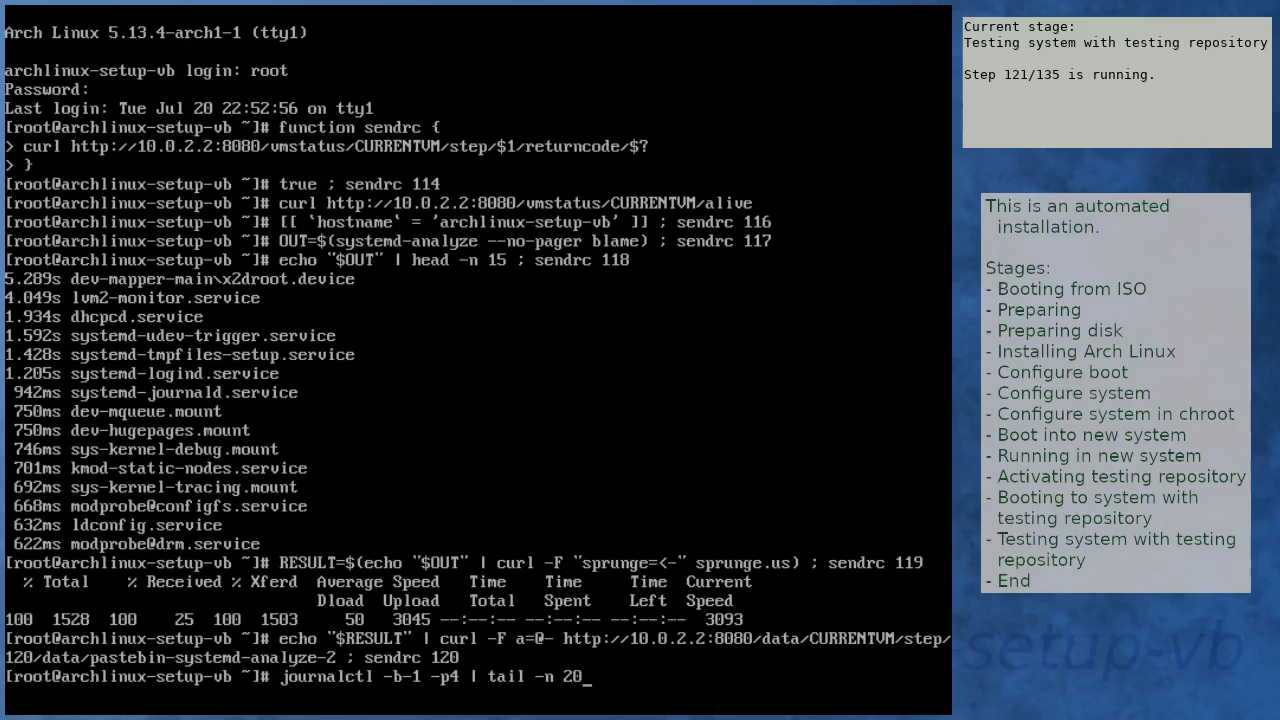 Arch Linux 5.13.4-arch1-1 (tty1)
archlinux-setup-vb login: root
Password:
Last login: Tue Jul 20 22:52:56 on tty1
[root@archlinux-setup-vb ~]# function sendrc {
> curl http://10.0.2.2:8080/vmstatus/CURRENTVM/step/$1/returncode/$?
> }
[root@archlinux-setup-vb ~]# true ; sendrc 114
[root@archlinux-setup-vb ~]# curl http://10.0.2.2:8080/vmstatus/CURRENTVM/alive
[root@archlinux-setup-vb ~]# [[ `hostname` = 'archlinux-setup-vb' ]] ; sendrc 116
[root@archlinux-setup-vb ~]# OUT=$(systemd-analyze --no-pager blame) ; sendrc 117
[root@archlinux-setup-vb ~]# echo "$OUT" | head -n 15 ; sendrc 118
5.289s dev-mapper-main\x2droot.device
4.049s lvm2-monitor.service
1.934s dhcpcd.service
1.592s systemd-udev-trigger.service
1.428s systemd-tmpfiles-setup.service
1.205s systemd-logind.service
942ms systemd-journald.service
750ms dev-mqueue.mount
750ms dev-hugepages.mount
746ms sys-kernel-debug.mount
701ms kmod-static-nodes.service
692ms sys-kernel-tracing.mount
668ms modprobe@configfs.service
632ms ldconfig.service
622ms modprobe@drm.service
[root@archlinux-setup-vb ~]# RESULT=$(echo "$OUT" | curl -F "sprunge=<-" sprunge.us) ; sendrc 119
% Total % Received % Xferd Average Speed Time Time Time Current
Dload Upload Total Spent Left Speed
100 1528 100 25 100 1503 50 3045 --:--:-- --:--:-- --:--:-- 3093
[root@archlinux-setup-vb ~]# echo "$RESULT" | curl -F a=@- http://10.0.2.2:8080/data/CURRENTVM/step/
120/data/pastebin-systemd-analyze-2 ; sendrc 120
[root@archlinux-setup-vb ~]# journalctl -b-1 -p4 | tail -n 20_
Current stage:
Testing system with testing repository
Step 121/135 is running.
This is an automated
installation.
Stages:
- Booting from ISO
- Preparing
- Preparing disk
- Installing Arch Linux
- Configure boot
- Configure system
- Configure system in chroot
- Boot into new system
- Running in new system
- Activating testing repository
- Booting to system with
testing repository
- Testing system with testing
repository
- End
-setup-vb